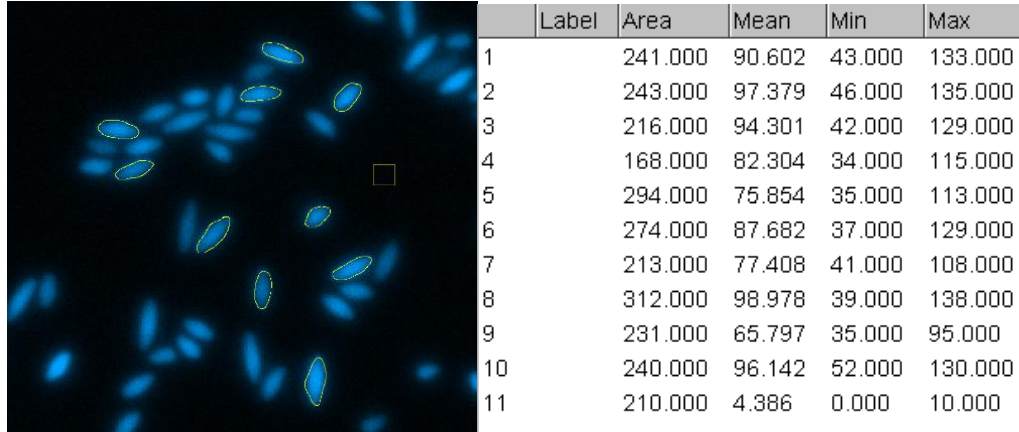 Label Area Mean Min Max
1 241.000 90.602 43.000 133.000
2 243.000 97.379 46.000 135.000
3 216.000 94.301 42.000 129.000
4 168.000 82.304 34.000 115.000
5 294.000 75.854 35.000 113.000
6 274.000 87.682 37.000 129.000
7 213.000 77.408 41.000 108.000
8 312.000 98.978 39.000 138.000
9 231.000 65.797 35.000 95.000
10 240.000 96.142 52.000 130.000
11 210.000 4.386 0.000 10.000